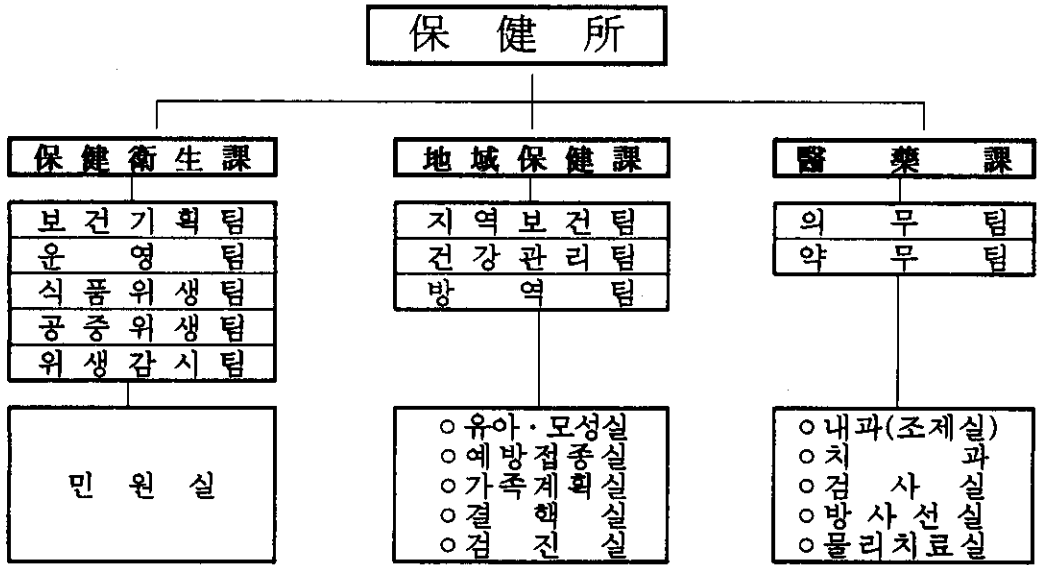 保健所
保健衛生課
보건기획팀
운영팀
식품위생팀
공중위생팀
위생감시팀
민원실
地域保健課
지역보건팀
건강관리팀
방역팀
○유아·모성실
○예방접종실
○가족계획실
○결핵실
○검진실
醫藥課
의무팀
약무팀
○내과(조제실)
○치과
○검사실
○방사선실
○물리치료실